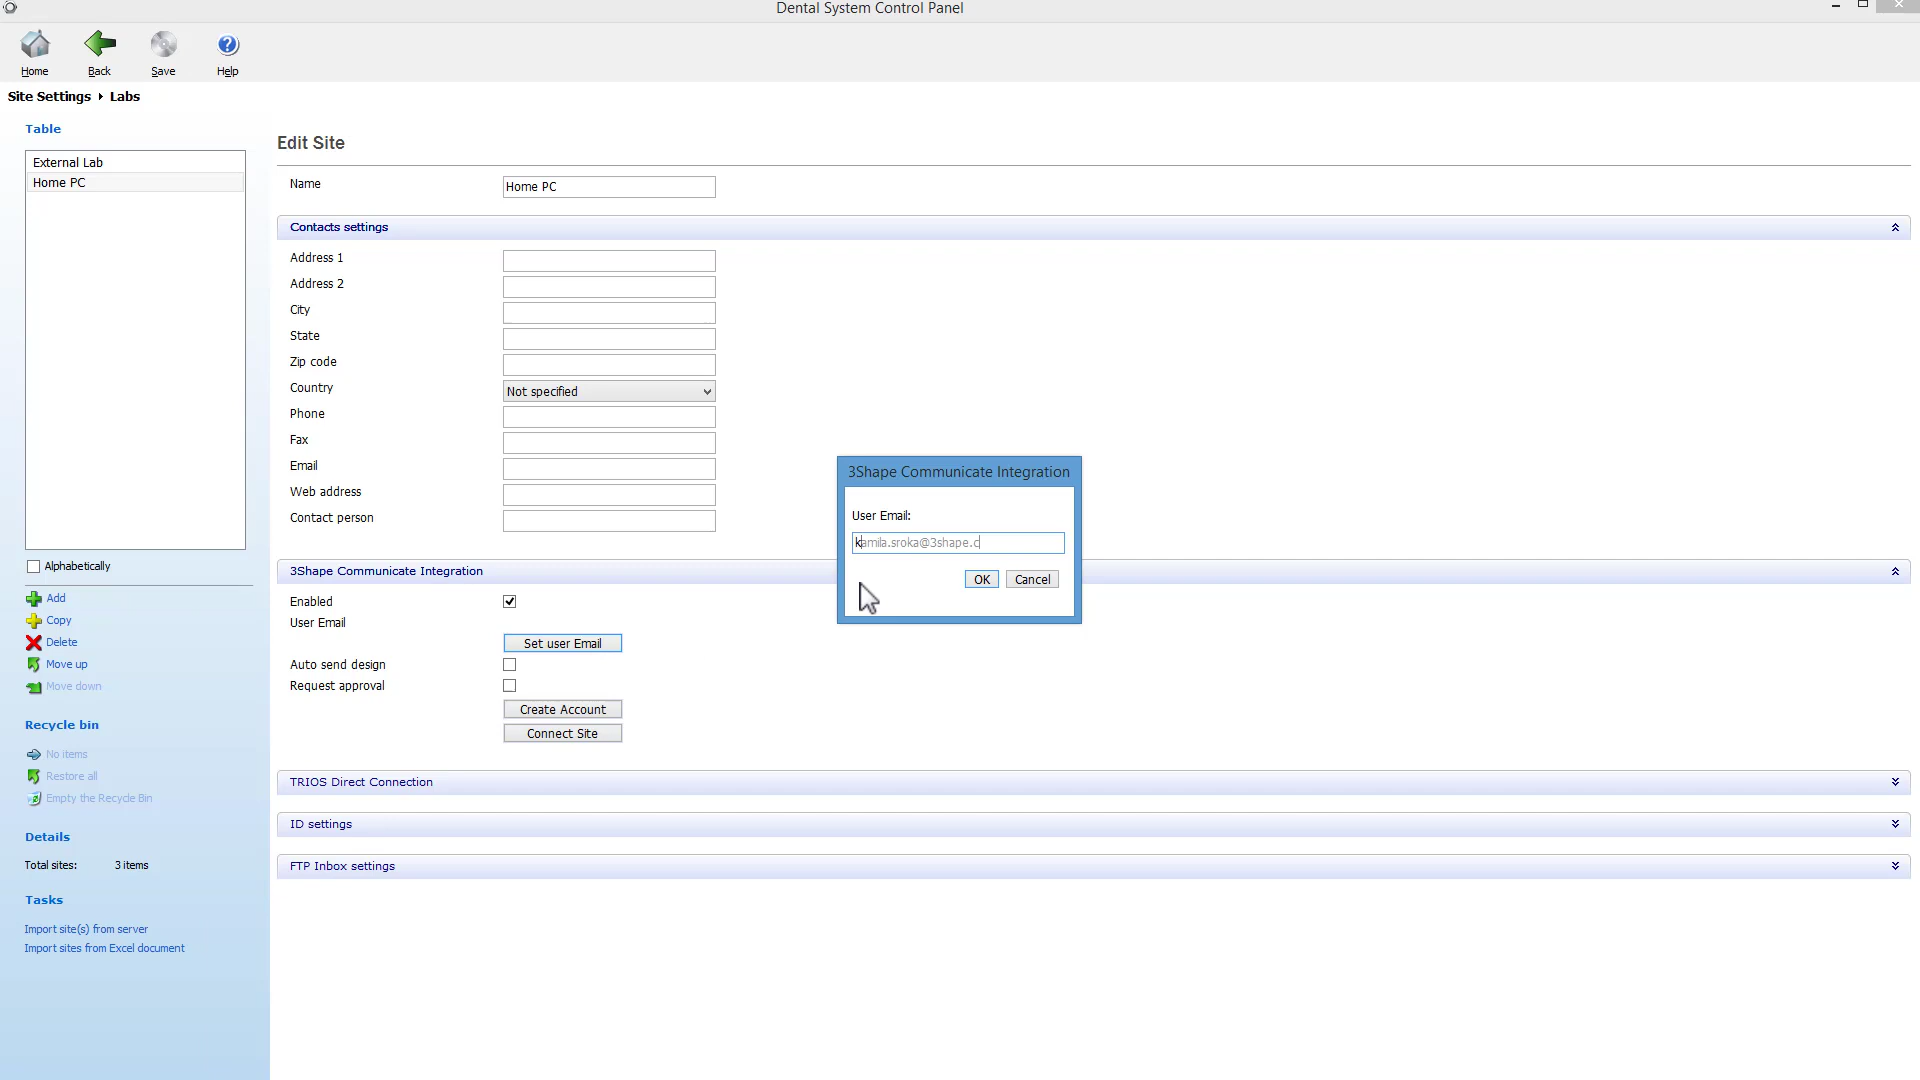 Dental System Control Panel
Home
Back
Save
Help
Site Settings
Labs
Table
External Lab
Home PC
Alphabetically
Add
Copy
Delete
Move up
Move down
Recycle bin
No items
Restore all
Empty the Recycle Bin
Details
Total sites: 3 items
Tasks
Import site(s) from server
Import sites from Excel document
Edit Site
Name Home PC
Contacts settings
Address 1
Address 2
City
State
Zip code
Country Not specified
Phone
Fax
Email
Web address
Contact person
3Shape Communicate Integration
Enabled
User Email
Set user Email
Auto send design
Request approval
Create Account
Connect Site
TRIOS Direct Connection
ID settings
FTP Inbox settings
3Shape Communicate Integration
User Email:
kamila.sroka@3shape.c
OK Cancel